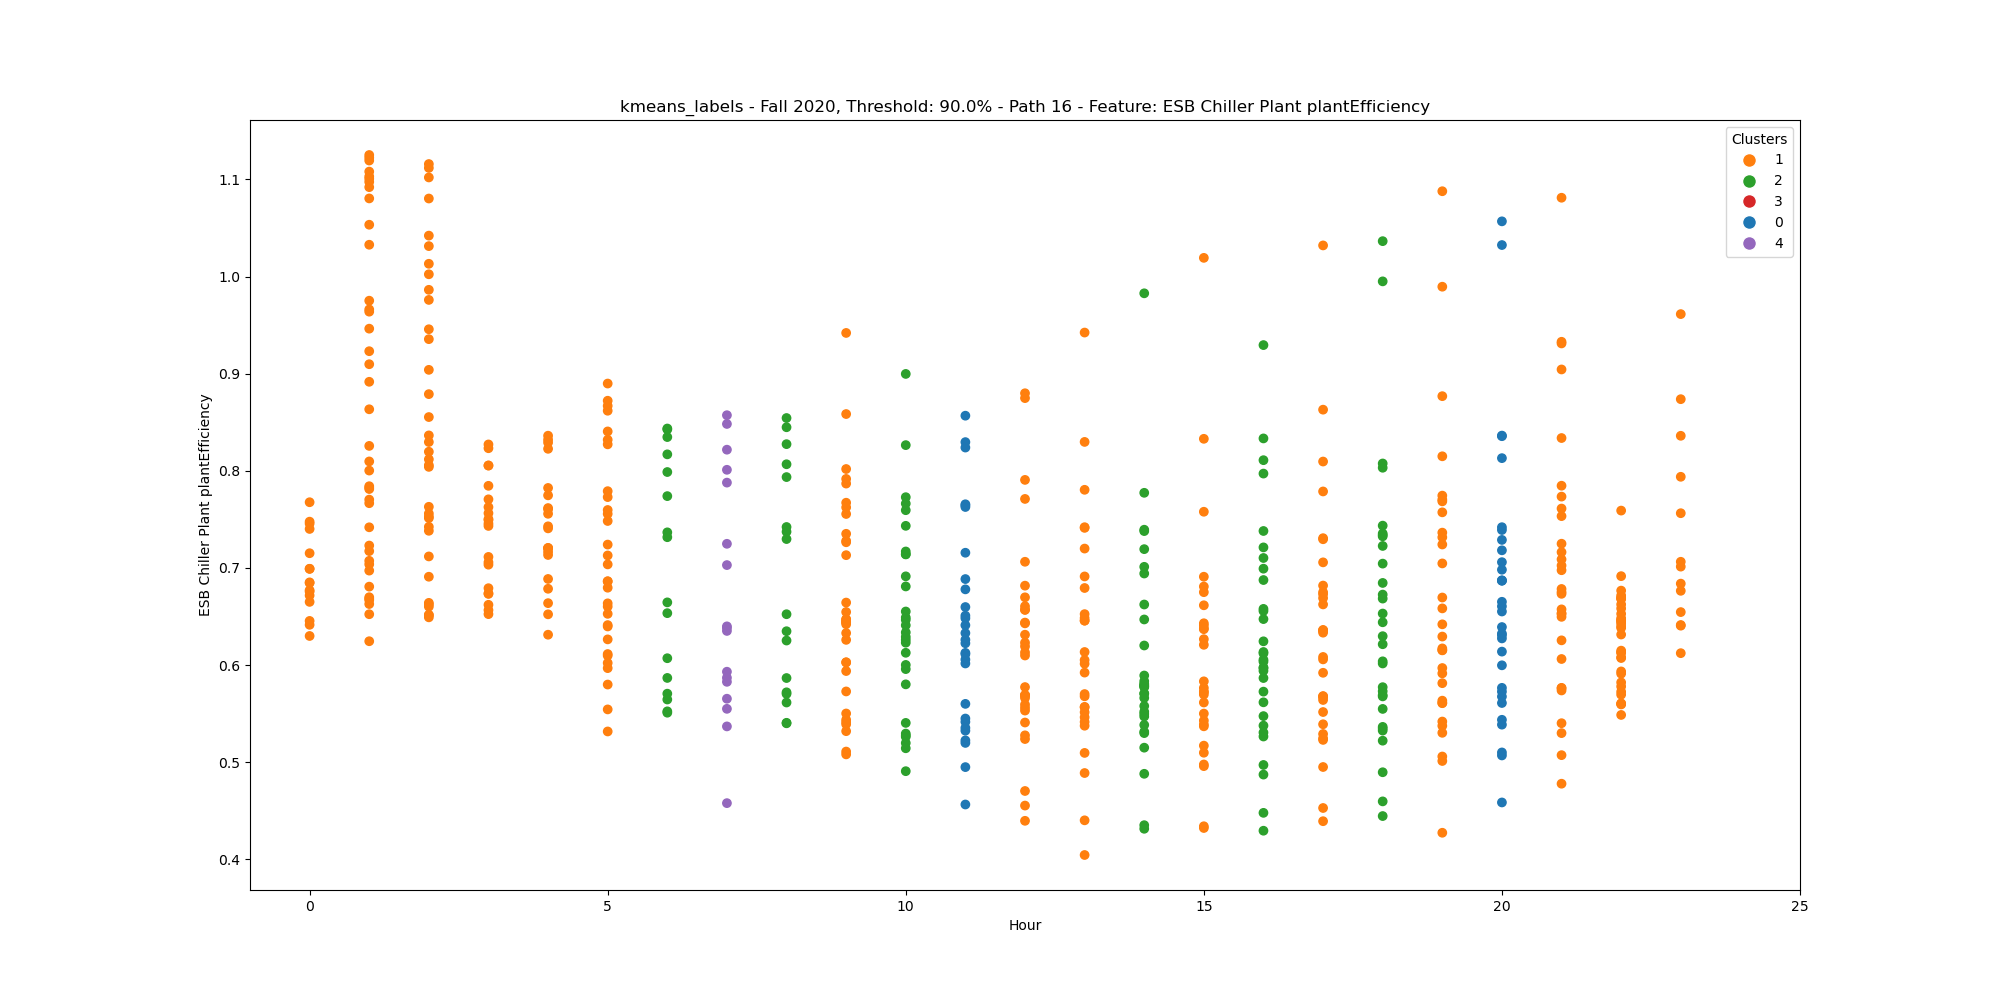 kmeans_labels - Fall 2020, Threshold: 90.0% - Path 16 - Feature: ESB Chiller Plant plantEfficiency
Clusters
1
2
3
0
4
ESB Chiller Plant plantEfficiency
1.1
1.0
0.9
0.8
0.7
0.6
0.5
0.4
0 5 10 15 20 25
Hour